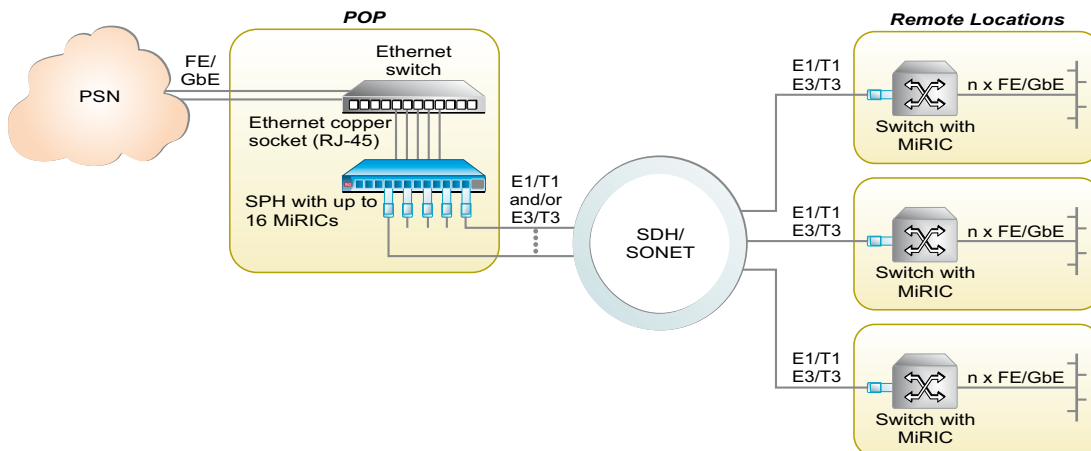 POP
Remote Locations
PSN
FE/
GbE
Ethernet
switch
Ethernet copper
socket (RJ-45)
SPH with up to
16 MiRICs
E1/T1
and/or
E3/T3
SDH/
SONET
E1/T1
E3/T3
n x FE/GbE
Switch with
MiRIC
E1/T1
E3/T3
n x FE/GbE
Switch with
MiRIC
E1/T1
E3/T3
n x FE/GbE
Switch with
MiRIC